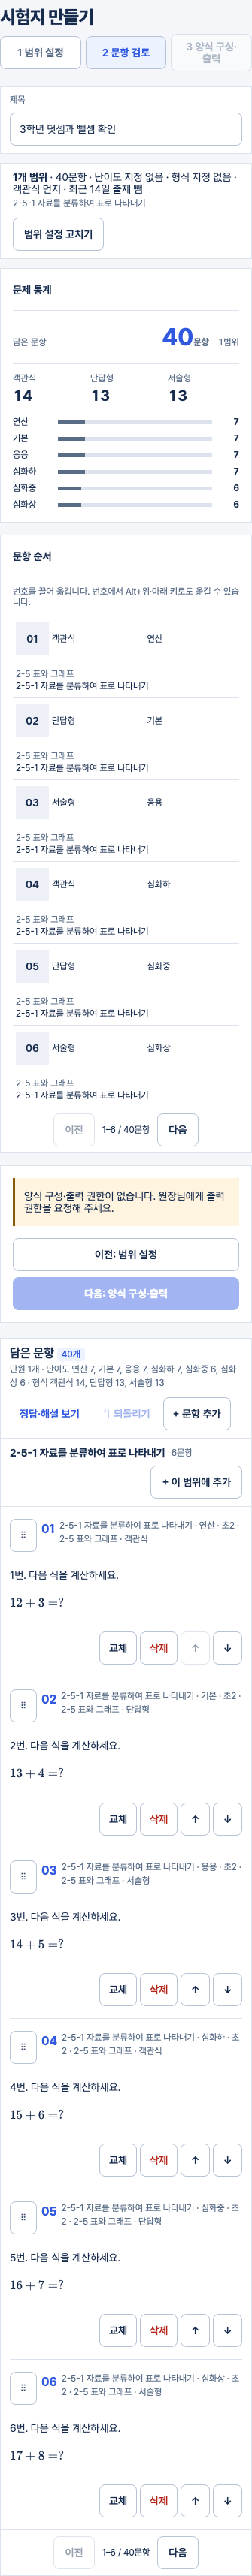 시험지 만들기
1 범위 설정
2 문항 검토
3 양식 구성·
출력
제목
3학년 덧셈과 뺄셈 확인
1개 범위 · 40문항 · 난이도 지정 없음 · 형식 지정 없음 ·
객관식 먼저 · 최근 14일 출제 뺌
2-5-1 자료를 분류하여 표로 나타내기
범위 설정 고치기
문제 통계
담은 문항 40문항 1범위
객관식 단답형 서술형
14 13 13
연산 7
기본 7
응용 7
심화하 7
심화중 6
심화상 6
문항 순서
번호를 끌어 옮깁니다. 번호에서 Alt+위·아래 키로도 옮길 수 있습
니다.
01 객관식 연산
2-5 표와 그래프
2-5-1 자료를 분류하여 표로 나타내기
02 단답형 기본
2-5 표와 그래프
2-5-1 자료를 분류하여 표로 나타내기
03 서술형 응용
2-5 표와 그래프
2-5-1 자료를 분류하여 표로 나타내기
04 객관식 심화하
2-5 표와 그래프
2-5-1 자료를 분류하여 표로 나타내기
05 단답형 심화중
2-5 표와 그래프
2-5-1 자료를 분류하여 표로 나타내기
06 서술형 심화상
2-5 표와 그래프
2-5-1 자료를 분류하여 표로 나타내기
이전 1–6 / 40문항 다음
양식 구성·출력 권한이 없습니다. 원장님에게 출력
권한을 요청해 주세요.
이전: 범위 설정
다음: 양식 구성·출력
담은 문항 40개
단원 1개 · 난이도 연산 7, 기본 7, 응용 7, 심화하 7, 심화중 6, 심화
상 6 · 형식 객관식 14, 단답형 13, 서술형 13
정답·해설 보기 되돌리기 + 문항 추가
2-5-1 자료를 분류하여 표로 나타내기 6문항
+ 이 범위에 추가
01 2-5-1 자료를 분류하여 표로 나타내기 · 연산 · 초2 ·
2-5 표와 그래프 · 객관식
1번. 다음 식을 계산하세요.
12 + 3 =?
교체 삭제 ↑ ↓
02 2-5-1 자료를 분류하여 표로 나타내기 · 기본 · 초2 ·
2-5 표와 그래프 · 단답형
2번. 다음 식을 계산하세요.
13 + 4 =?
교체 삭제 ↑ ↓
03 2-5-1 자료를 분류하여 표로 나타내기 · 응용 · 초2 ·
2-5 표와 그래프 · 서술형
3번. 다음 식을 계산하세요.
14 + 5 =?
교체 삭제 ↑ ↓
04 2-5-1 자료를 분류하여 표로 나타내기 · 심화하 · 초
2 · 2-5 표와 그래프 · 객관식
4번. 다음 식을 계산하세요.
15 + 6 =?
교체 삭제 ↑ ↓
05 2-5-1 자료를 분류하여 표로 나타내기 · 심화중 · 초
2 · 2-5 표와 그래프 · 단답형
5번. 다음 식을 계산하세요.
16 + 7 =?
교체 삭제 ↑ ↓
06 2-5-1 자료를 분류하여 표로 나타내기 · 심화상 · 초
2 · 2-5 표와 그래프 · 서술형
6번. 다음 식을 계산하세요.
17 + 8 =?
교체 삭제 ↑ ↓
이전 1–6 / 40문항 다음